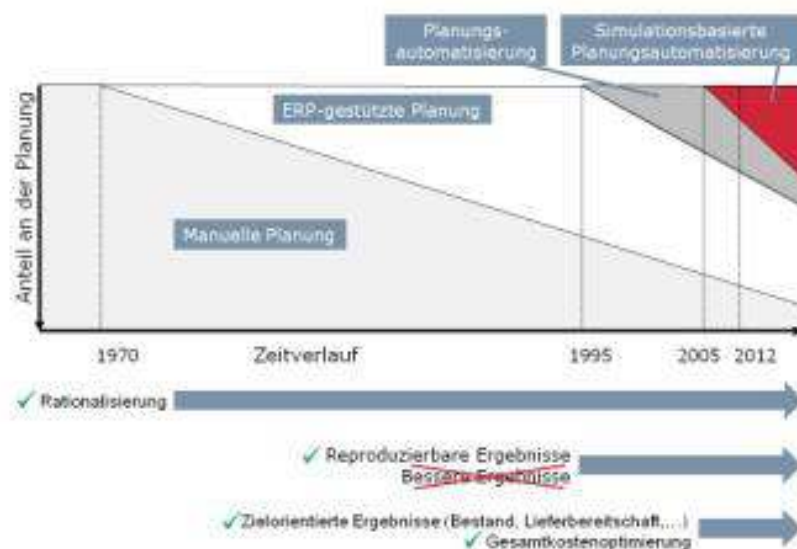 Planungs-
automatisierung
Simulationsbasierte
Planungsautomatisierung
ERP-gestützte Planung
Manuelle Planung
Anteil an der Planung
1970 Zeitverlauf 1995 2005 2012
Rationalisierung
Reproduzierbare Ergebnisse
Bessere Ergebnisse
Zielorientierte Ergebnisse (Bestand, Lieferbereitschaft,...)
Gesamtkostenoptimierung